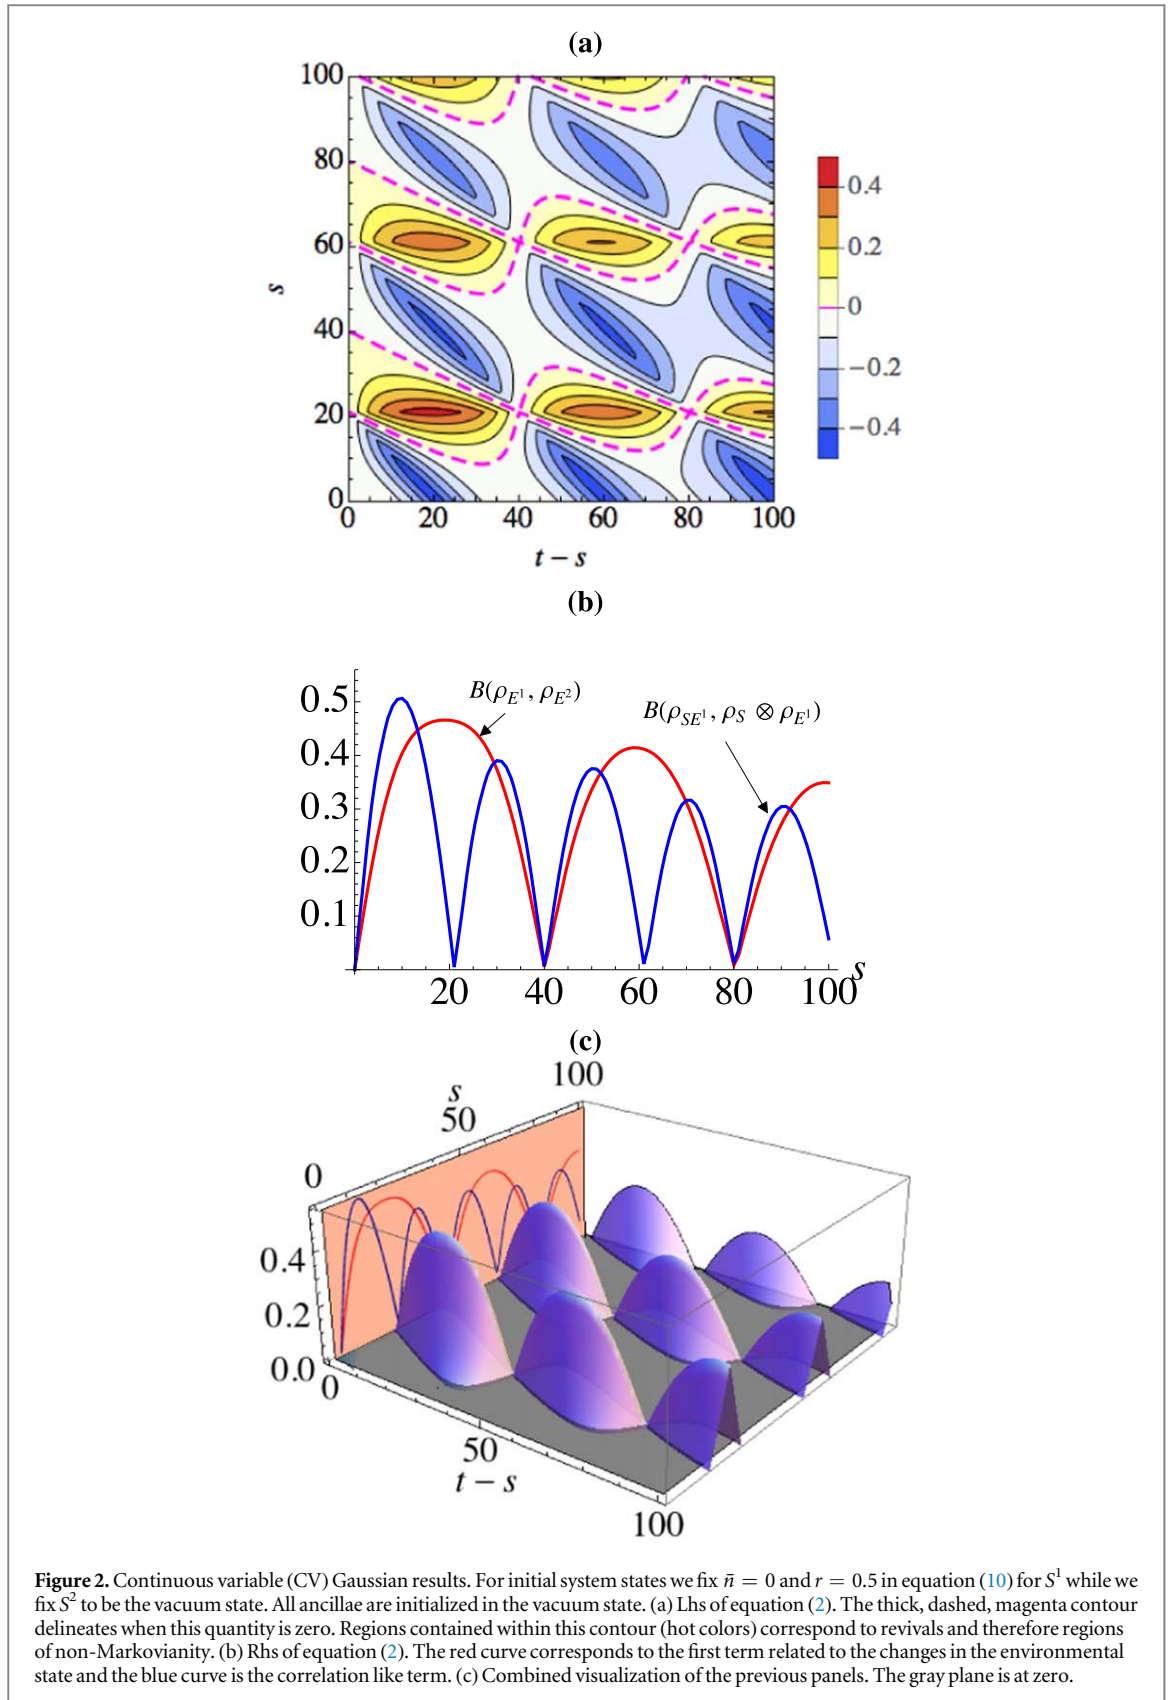 (a)
100
80
60
40
20
0
s
0 20 40 60 80 100
t − s
0.4
0.2
0
−0.2
−0.4
(b)
0.5
0.4
0.3
0.2
0.1
B(ρ_E¹, ρ_E²)
B(ρ_SE¹, ρ_S ⊗ ρ_E¹)
20 40 60 80 100 s
(c)
100
s
50
0
0.4
0.2
0.0
0
50
t − s
100
Figure 2. Continuous variable (CV) Gaussian results. For initial system states we fix n̄ = 0 and r = 0.5 in equation (10) for S¹ while we
fix S² to be the vacuum state. All ancillae are initialized in the vacuum state. (a) Lhs of equation (2). The thick, dashed, magenta contour
delineates when this quantity is zero. Regions contained within this contour (hot colors) correspond to revivals and therefore regions
of non-Markovianity. (b) Rhs of equation (2). The red curve corresponds to the first term related to the changes in the environmental
state and the blue curve is the correlation like term. (c) Combined visualization of the previous panels. The gray plane is at zero.